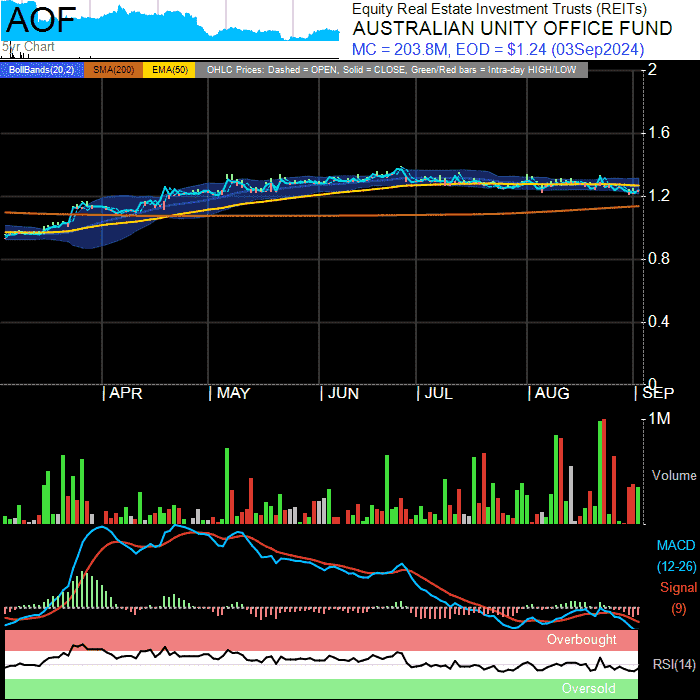 AOF
5yr Chart
Equity Real Estate Investment Trusts (REITs)
AUSTRALIAN UNITY OFFICE FUND
MC = 203.8M, EOD = $1.24 (03Sep2024)
BollBands(20,2) SMA(200) EMA(50) OHLC Prices: Dashed = OPEN, Solid = CLOSE, Green/Red bars = Intra-day HIGH/LOW
2
1.6
1.2
0.8
0.4
0
APR MAY JUN JUL AUG SEP
1M
Volume
MACD
(12-26)
Signal
(9)
Overbought
RSI(14)
Oversold